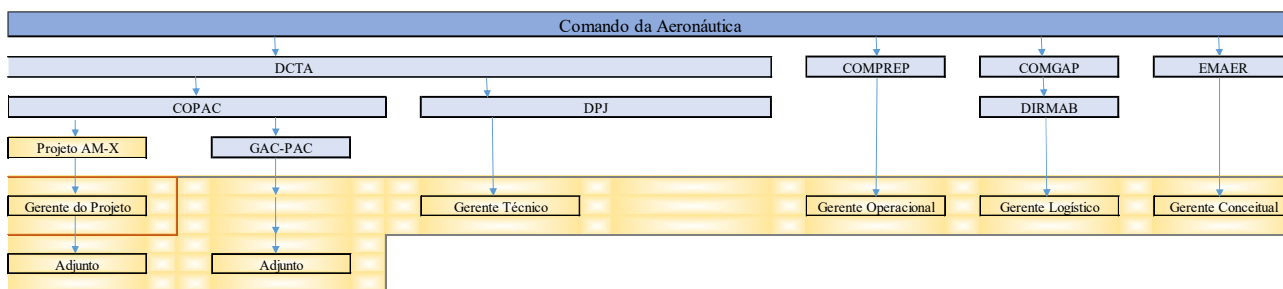 Comando da Aeronáutica
DCTA
COMPREP
COMGAP
EMAER
COPAC
DPJ
DIRMAB
Projeto AM-X
GAC-PAC
Gerente do Projeto
Gerente Técnico
Gerente Operacional
Gerente Logístico
Gerente Conceitual
Adjunto
Adjunto